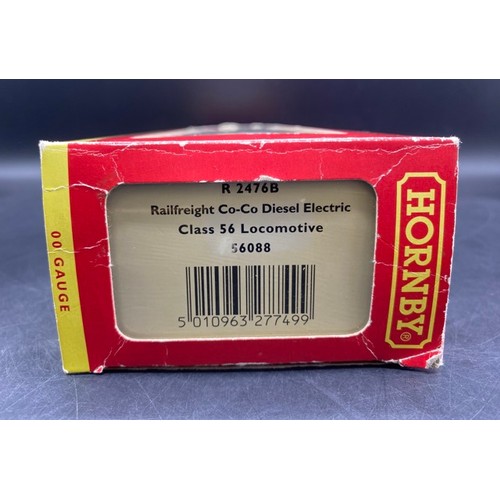 00 GAUGE
R 2476B
Railfreight Co-Co Diesel Electric
Class 56 Locomotive
56088
5 010963 277499
HORNBY®